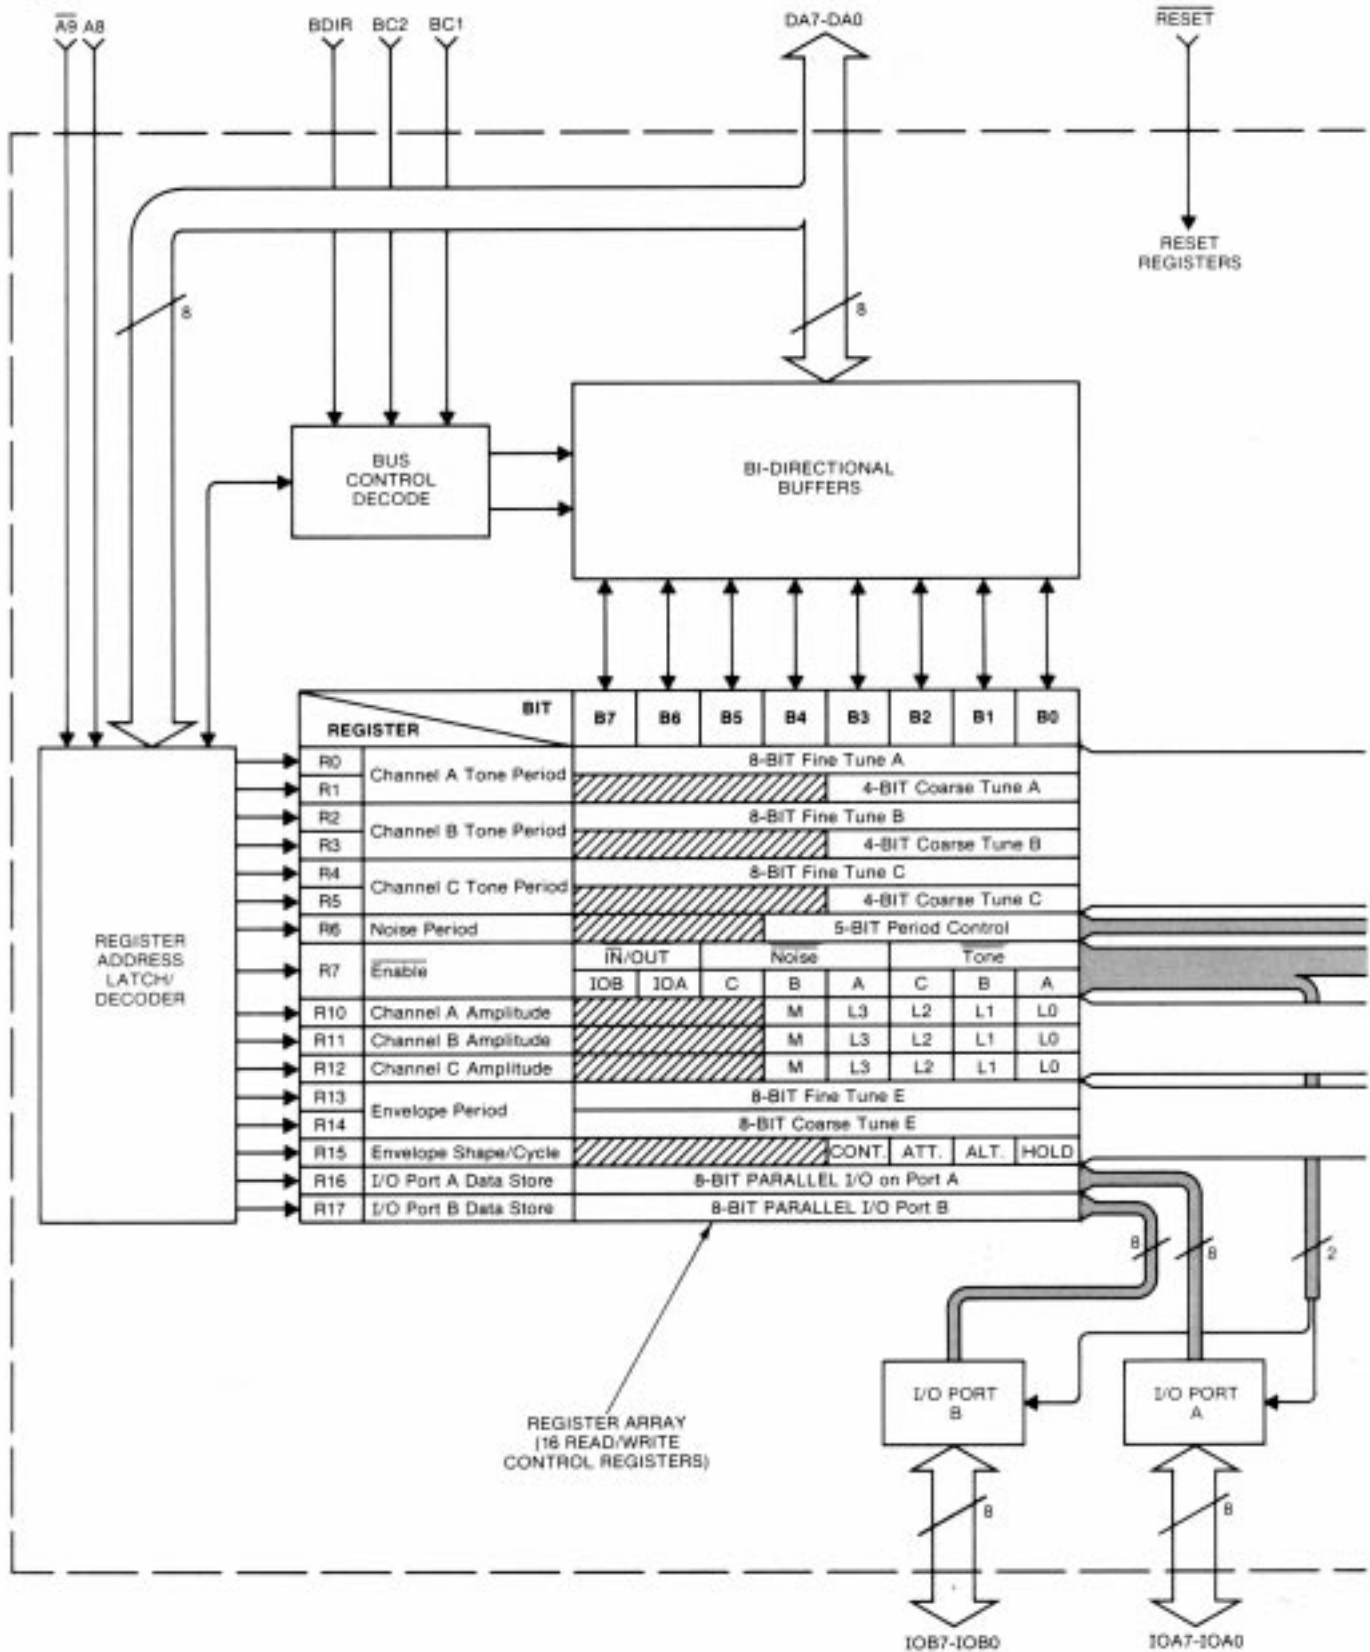 A9 A8 BDIR BC2 BC1 DA7-DA0 RESET
RESET
REGISTERS
8 8
BUS
CONTROL
DECODE
BI-DIRECTIONAL
BUFFERS
BIT
REGISTER
B7 B6 B5 B4 B3 B2 B1 B0
REGISTER
ADDRESS
LATCH/
DECODER
R0 Channel A Tone Period 8-BIT Fine Tune A
R1 4-BIT Coarse Tune A
R2 Channel B Tone Period 8-BIT Fine Tune B
R3 4-BIT Coarse Tune B
R4 Channel C Tone Period 8-BIT Fine Tune C
R5 4-BIT Coarse Tune C
R6 Noise Period 5-BIT Period Control
R7 Enable IN/OUT Noise Tone
IOB IOA C B A C B A
R10 Channel A Amplitude M L3 L2 L1 L0
R11 Channel B Amplitude M L3 L2 L1 L0
R12 Channel C Amplitude M L3 L2 L1 L0
R13 Envelope Period 8-BIT Fine Tune E
R14 8-BIT Coarse Tune E
R15 Envelope Shape/Cycle CONT. ATT. ALT. HOLD
R16 I/O Port A Data Store 8-BIT PARALLEL I/O on Port A
R17 I/O Port B Data Store 8-BIT PARALLEL I/O Port B
8 8 2
I/O PORT
B
I/O PORT
A
REGISTER ARRAY
(16 READ/WRITE
CONTROL REGISTERS)
8 8
IOB7-IOB0 IOA7-IOA0